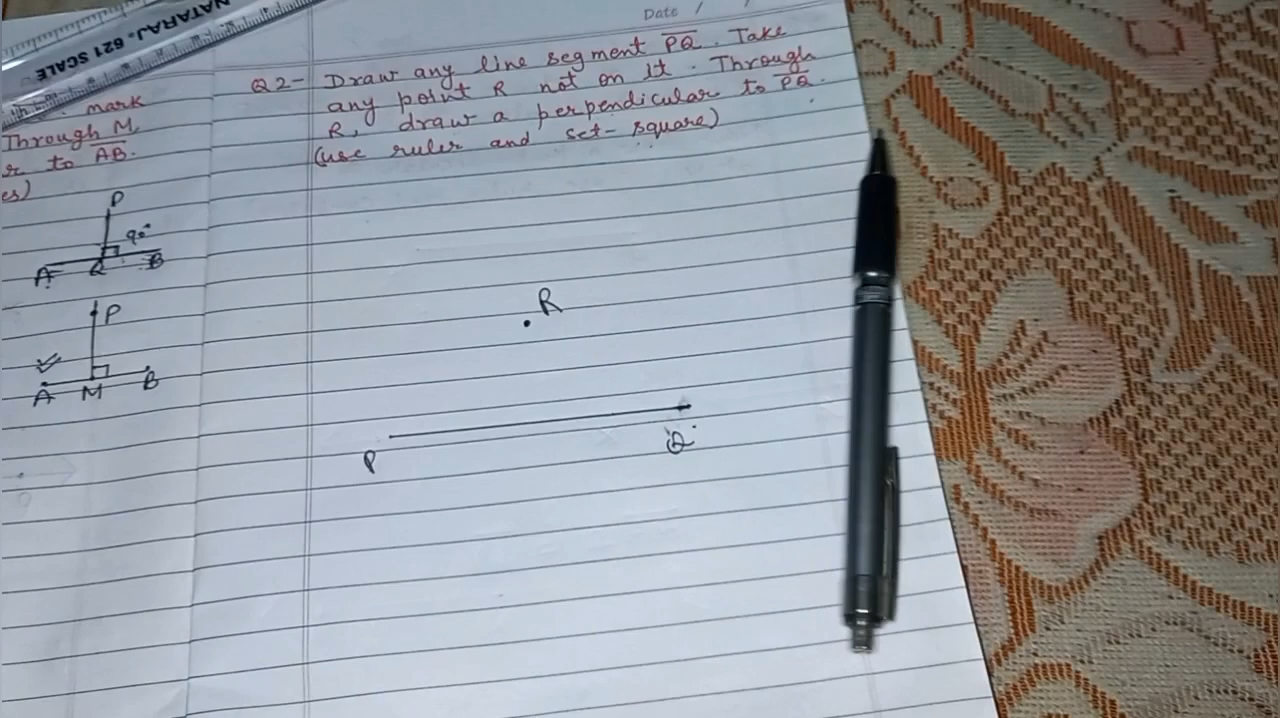 NATARAJ. 621 SCALE
Date / /
mark
Through M,
r to AB.
es)
P
90°
A Q B
P
A M B
Q2- Draw any line segment PQ. Take
any point R not on it. Through
R, draw a perpendicular to PQ.
(use ruler and set-square)
R
P Q